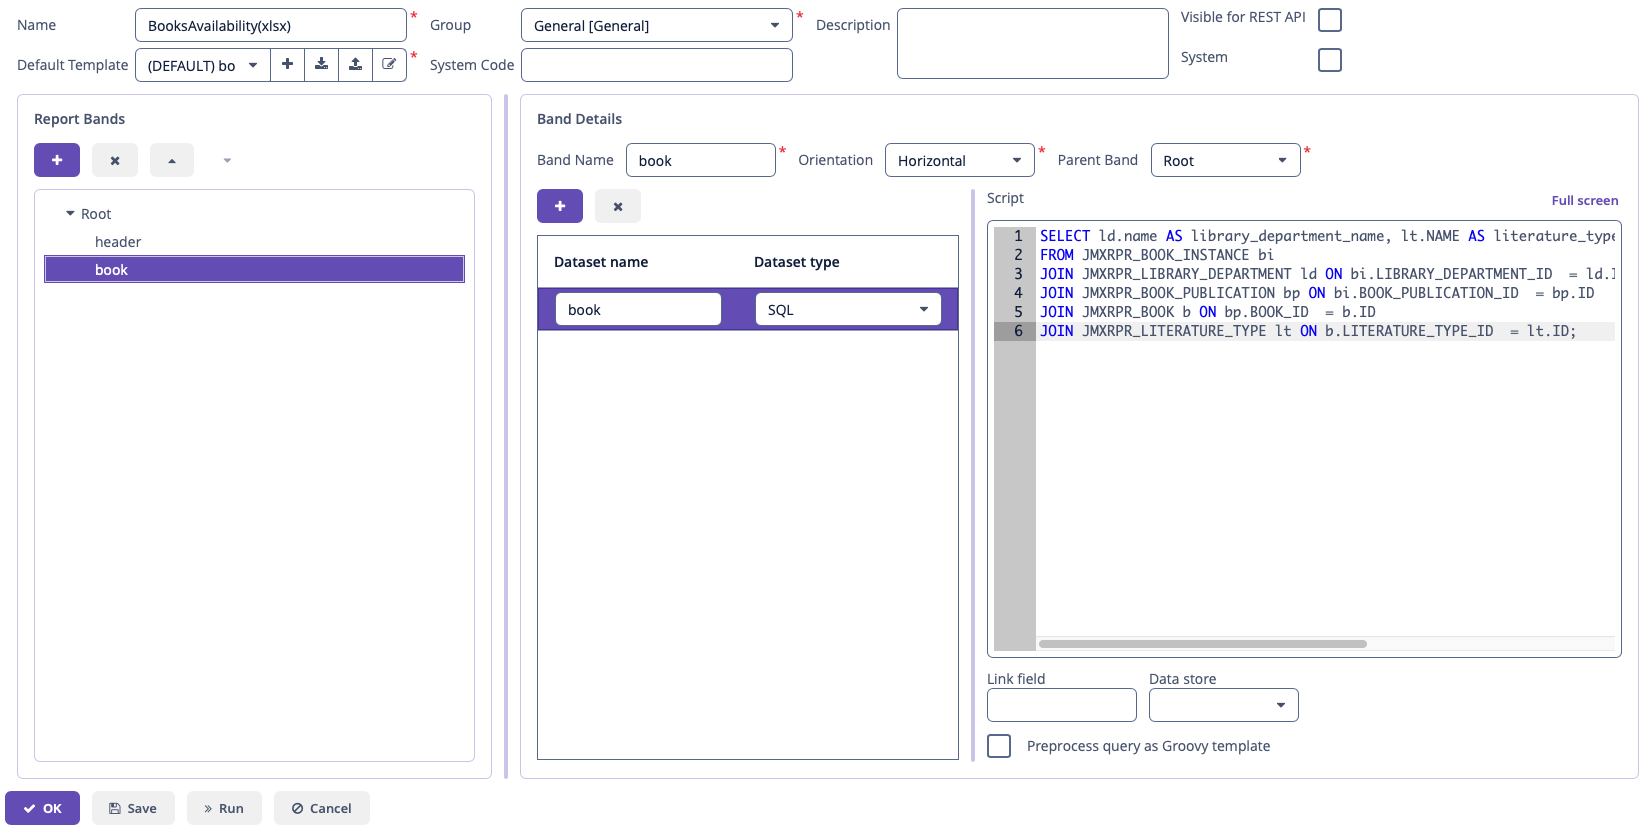 Name BooksAvailability(xlsx) * Group General [General] * Description Visible for REST API
Default Template (DEFAULT) bo * System Code System
Report Bands
Root
header
book
Band Details
Band Name book * Orientation Horizontal * Parent Band Root *
Dataset name Dataset type
book SQL
Script Full screen
1 SELECT ld.name AS library_department_name, lt.NAME AS literature_type
2 FROM JMXRPR_BOOK_INSTANCE bi
3 JOIN JMXRPR_LIBRARY_DEPARTMENT ld ON bi.LIBRARY_DEPARTMENT_ID = ld.I
4 JOIN JMXRPR_BOOK_PUBLICATION bp ON bi.BOOK_PUBLICATION_ID = bp.ID
5 JOIN JMXRPR_BOOK b ON bp.BOOK_ID = b.ID
6 JOIN JMXRPR_LITERATURE_TYPE lt ON b.LITERATURE_TYPE_ID = lt.ID;
Link field Data store
Preprocess query as Groovy template
OK Save Run Cancel